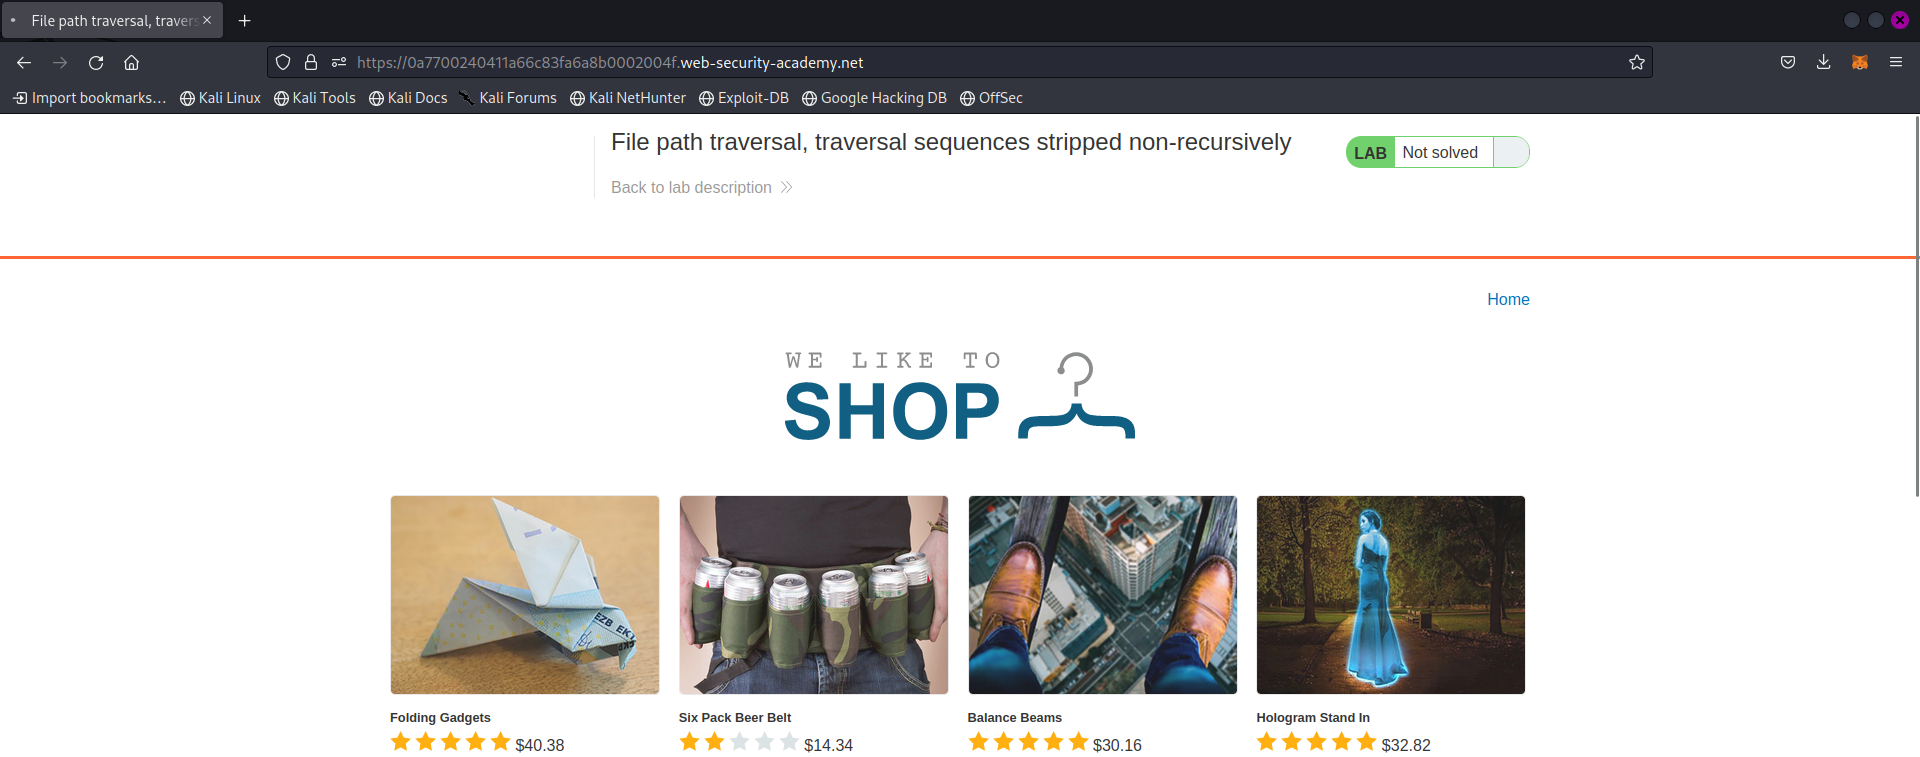 File path traversal, travers
https://0a7700240411a66c83fa6a8b0002004f.web-security-academy.net
Import bookmarks... Kali Linux Kali Tools Kali Docs Kali Forums Kali NetHunter Exploit-DB Google Hacking DB OffSec
File path traversal, traversal sequences stripped non-recursively
LAB Not solved
Back to lab description
Home
WE LIKE TO
SHOP
EZB EK
Folding Gadgets Six Pack Beer Belt Balance Beams Hologram Stand In
$40.38 $14.34 $30.16 $32.82